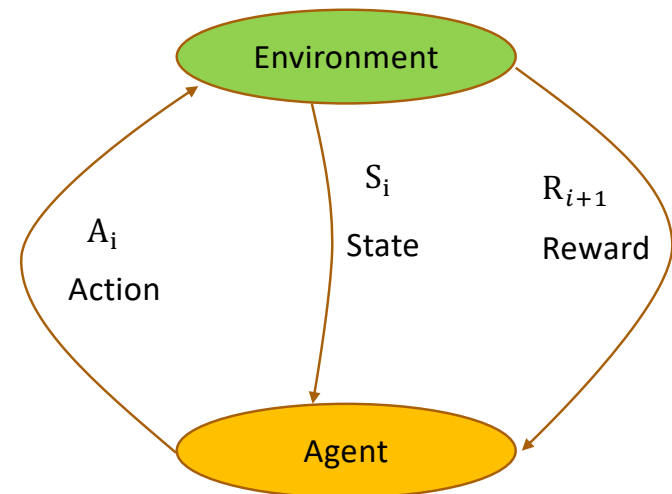 Environment
Sᵢ
State
Rᵢ₊₁
Reward
Aᵢ
Action
Agent